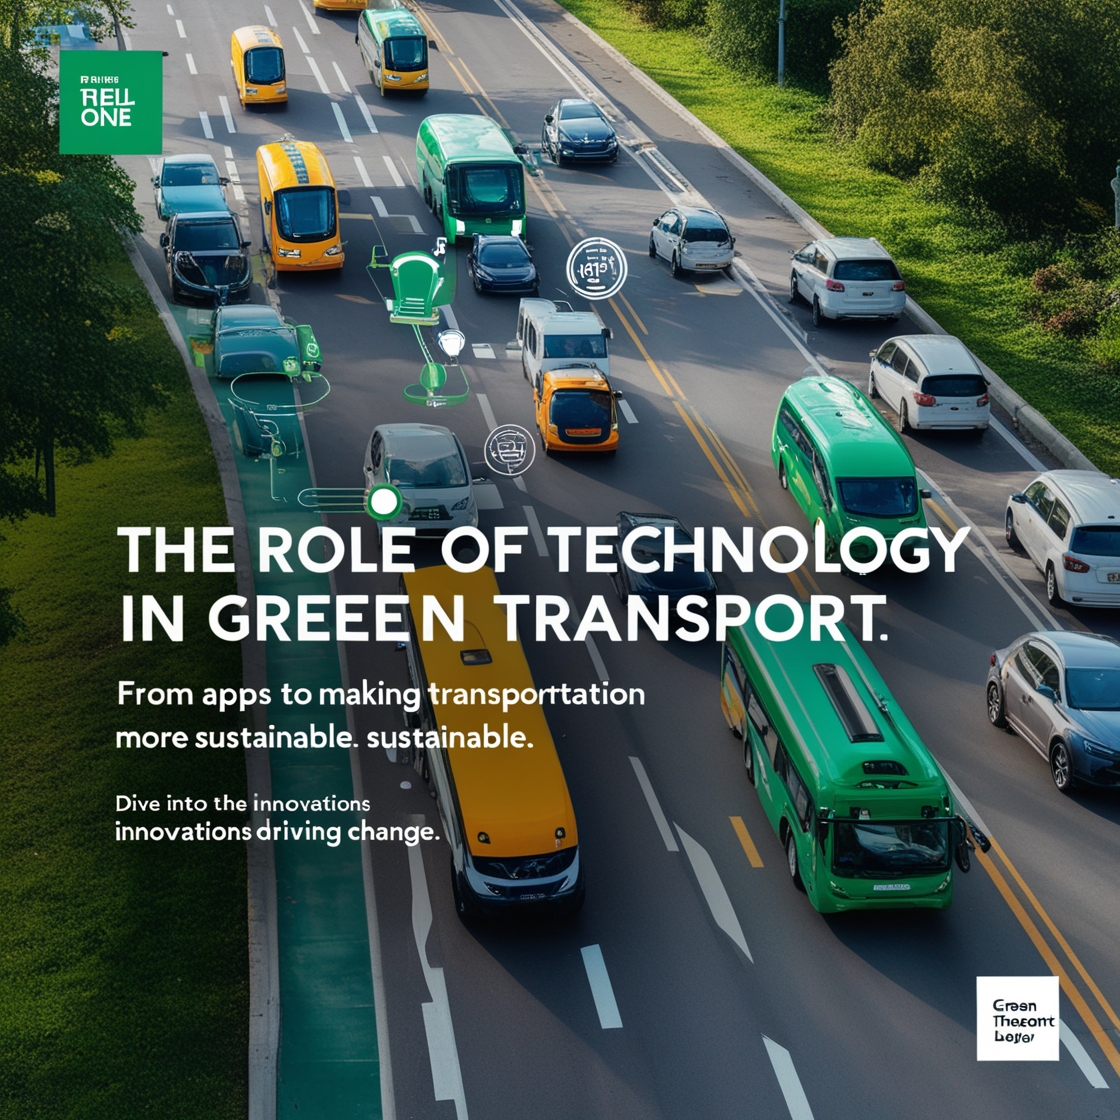 RELL
ONE
THE ROLE OF TECHNOLOGY
IN GREEEN TRANSPORT.
From apps to making transportation
more sustainable. sustainable.
Dive into the innovations
innovations driving change.
Green
Thexont